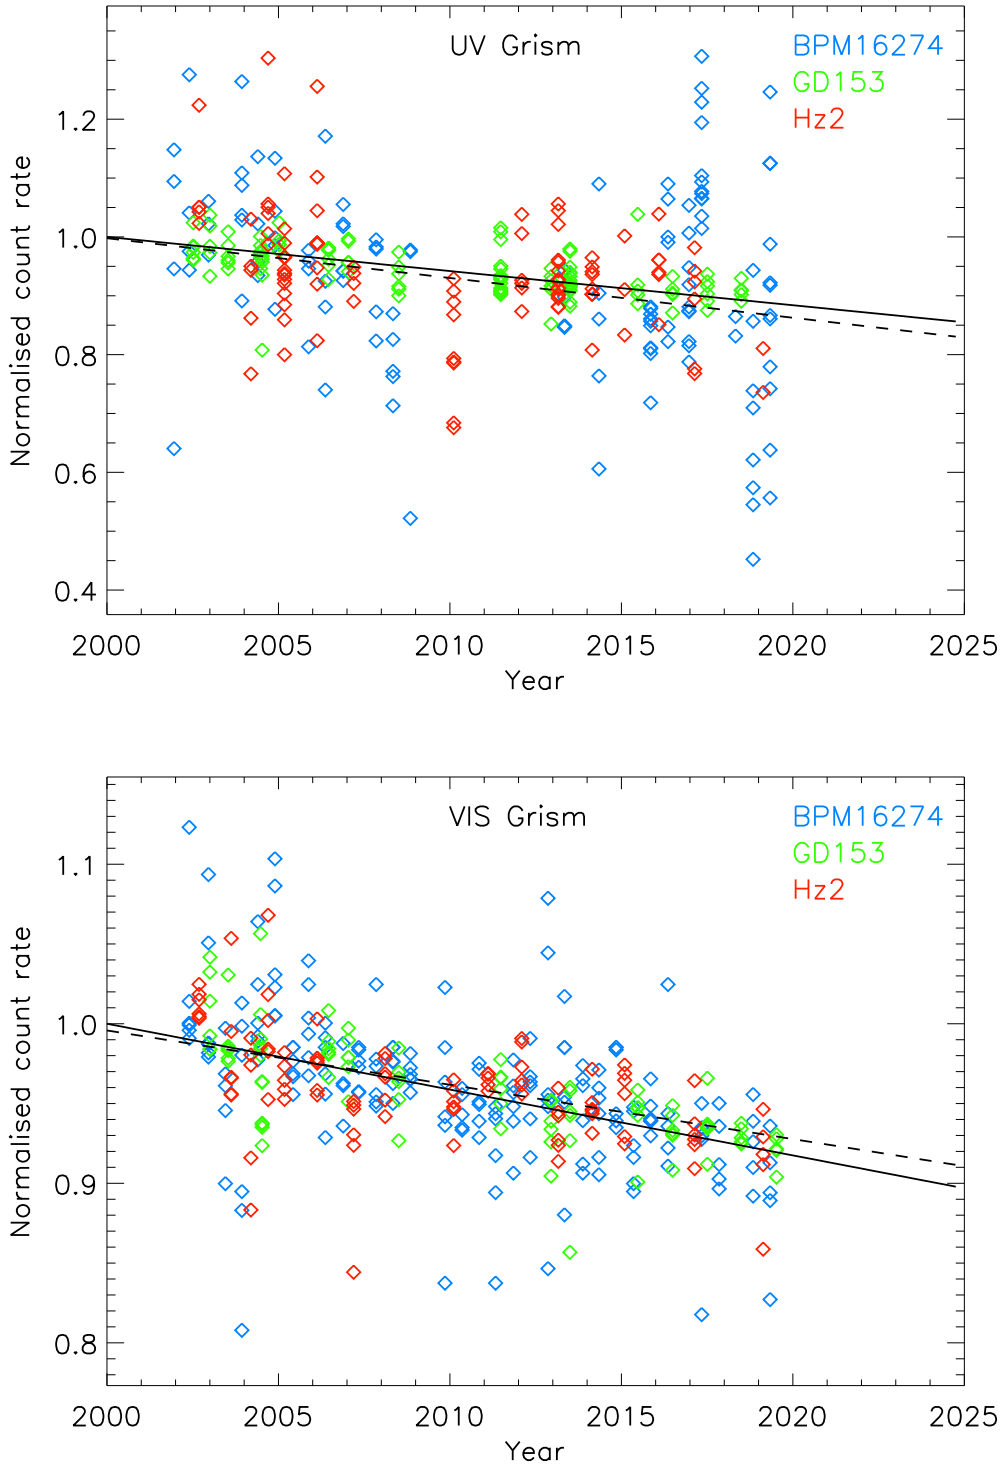 UV Grism
BPM16274
GD153
Hz2
Normalised count rate
1.2
1.0
0.8
0.6
0.4
2000 2005 2010 2015 2020 2025
Year
VIS Grism
BPM16274
GD153
Hz2
Normalised count rate
1.1
1.0
0.9
0.8
2000 2005 2010 2015 2020 2025
Year